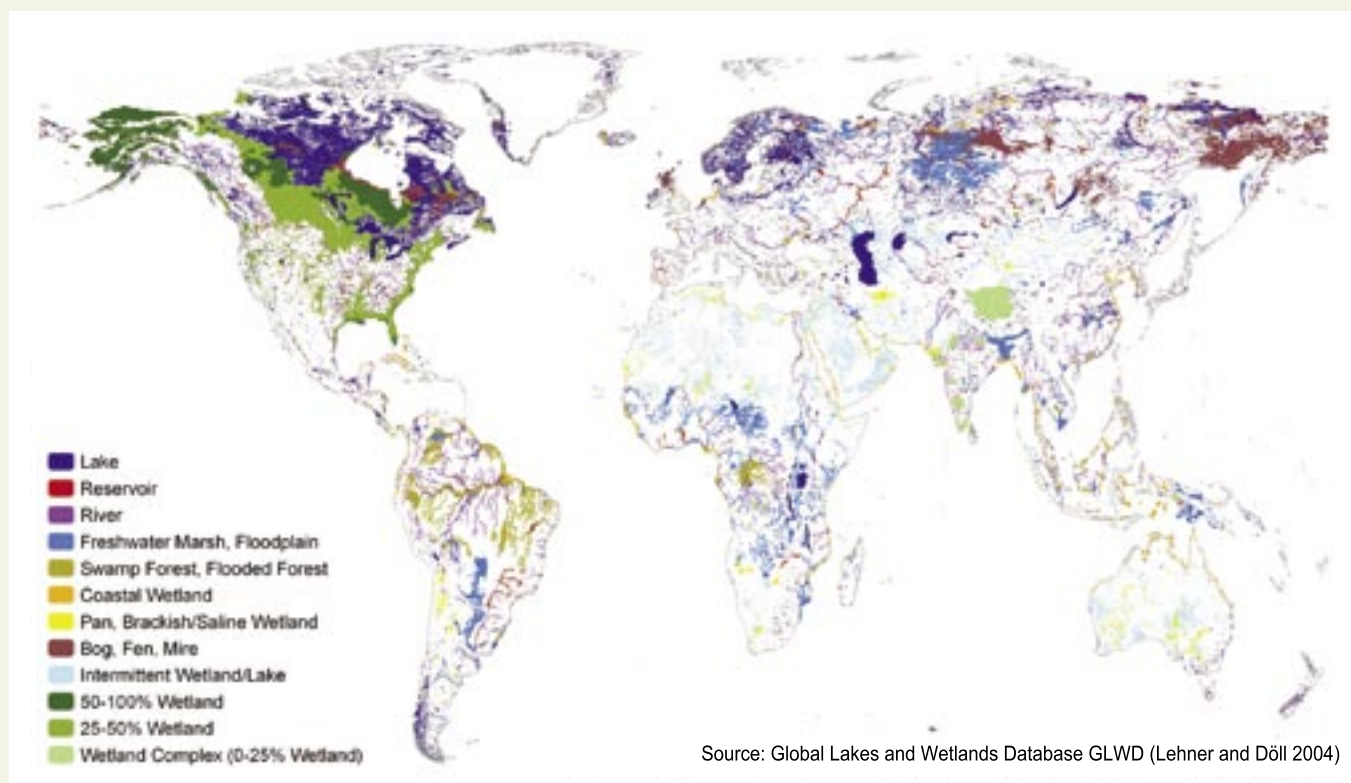 Lake
Reservoir
River
Freshwater Marsh, Floodplain
Swamp Forest, Flooded Forest
Coastal Wetland
Pan, Brackish/Saline Wetland
Bog, Fen, Mire
Intermittent Wetland/Lake
50-100% Wetland
25-50% Wetland
Wetland Complex (0-25% Wetland)
Source: Global Lakes and Wetlands Database GLWD (Lehner and Döll 2004)